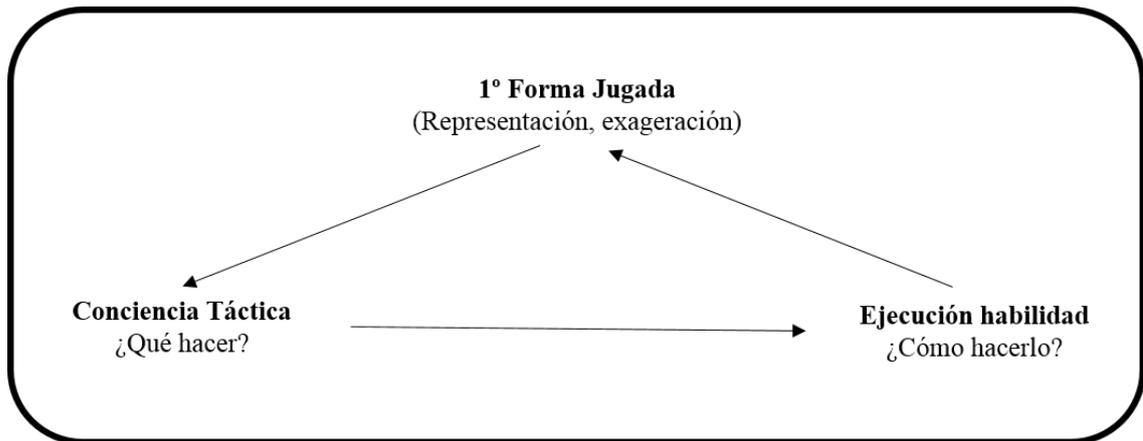 1º Forma Jugada
(Representación, exageración)
Conciencia Táctica
¿Qué hacer?
Ejecución habilidad
¿Cómo hacerlo?